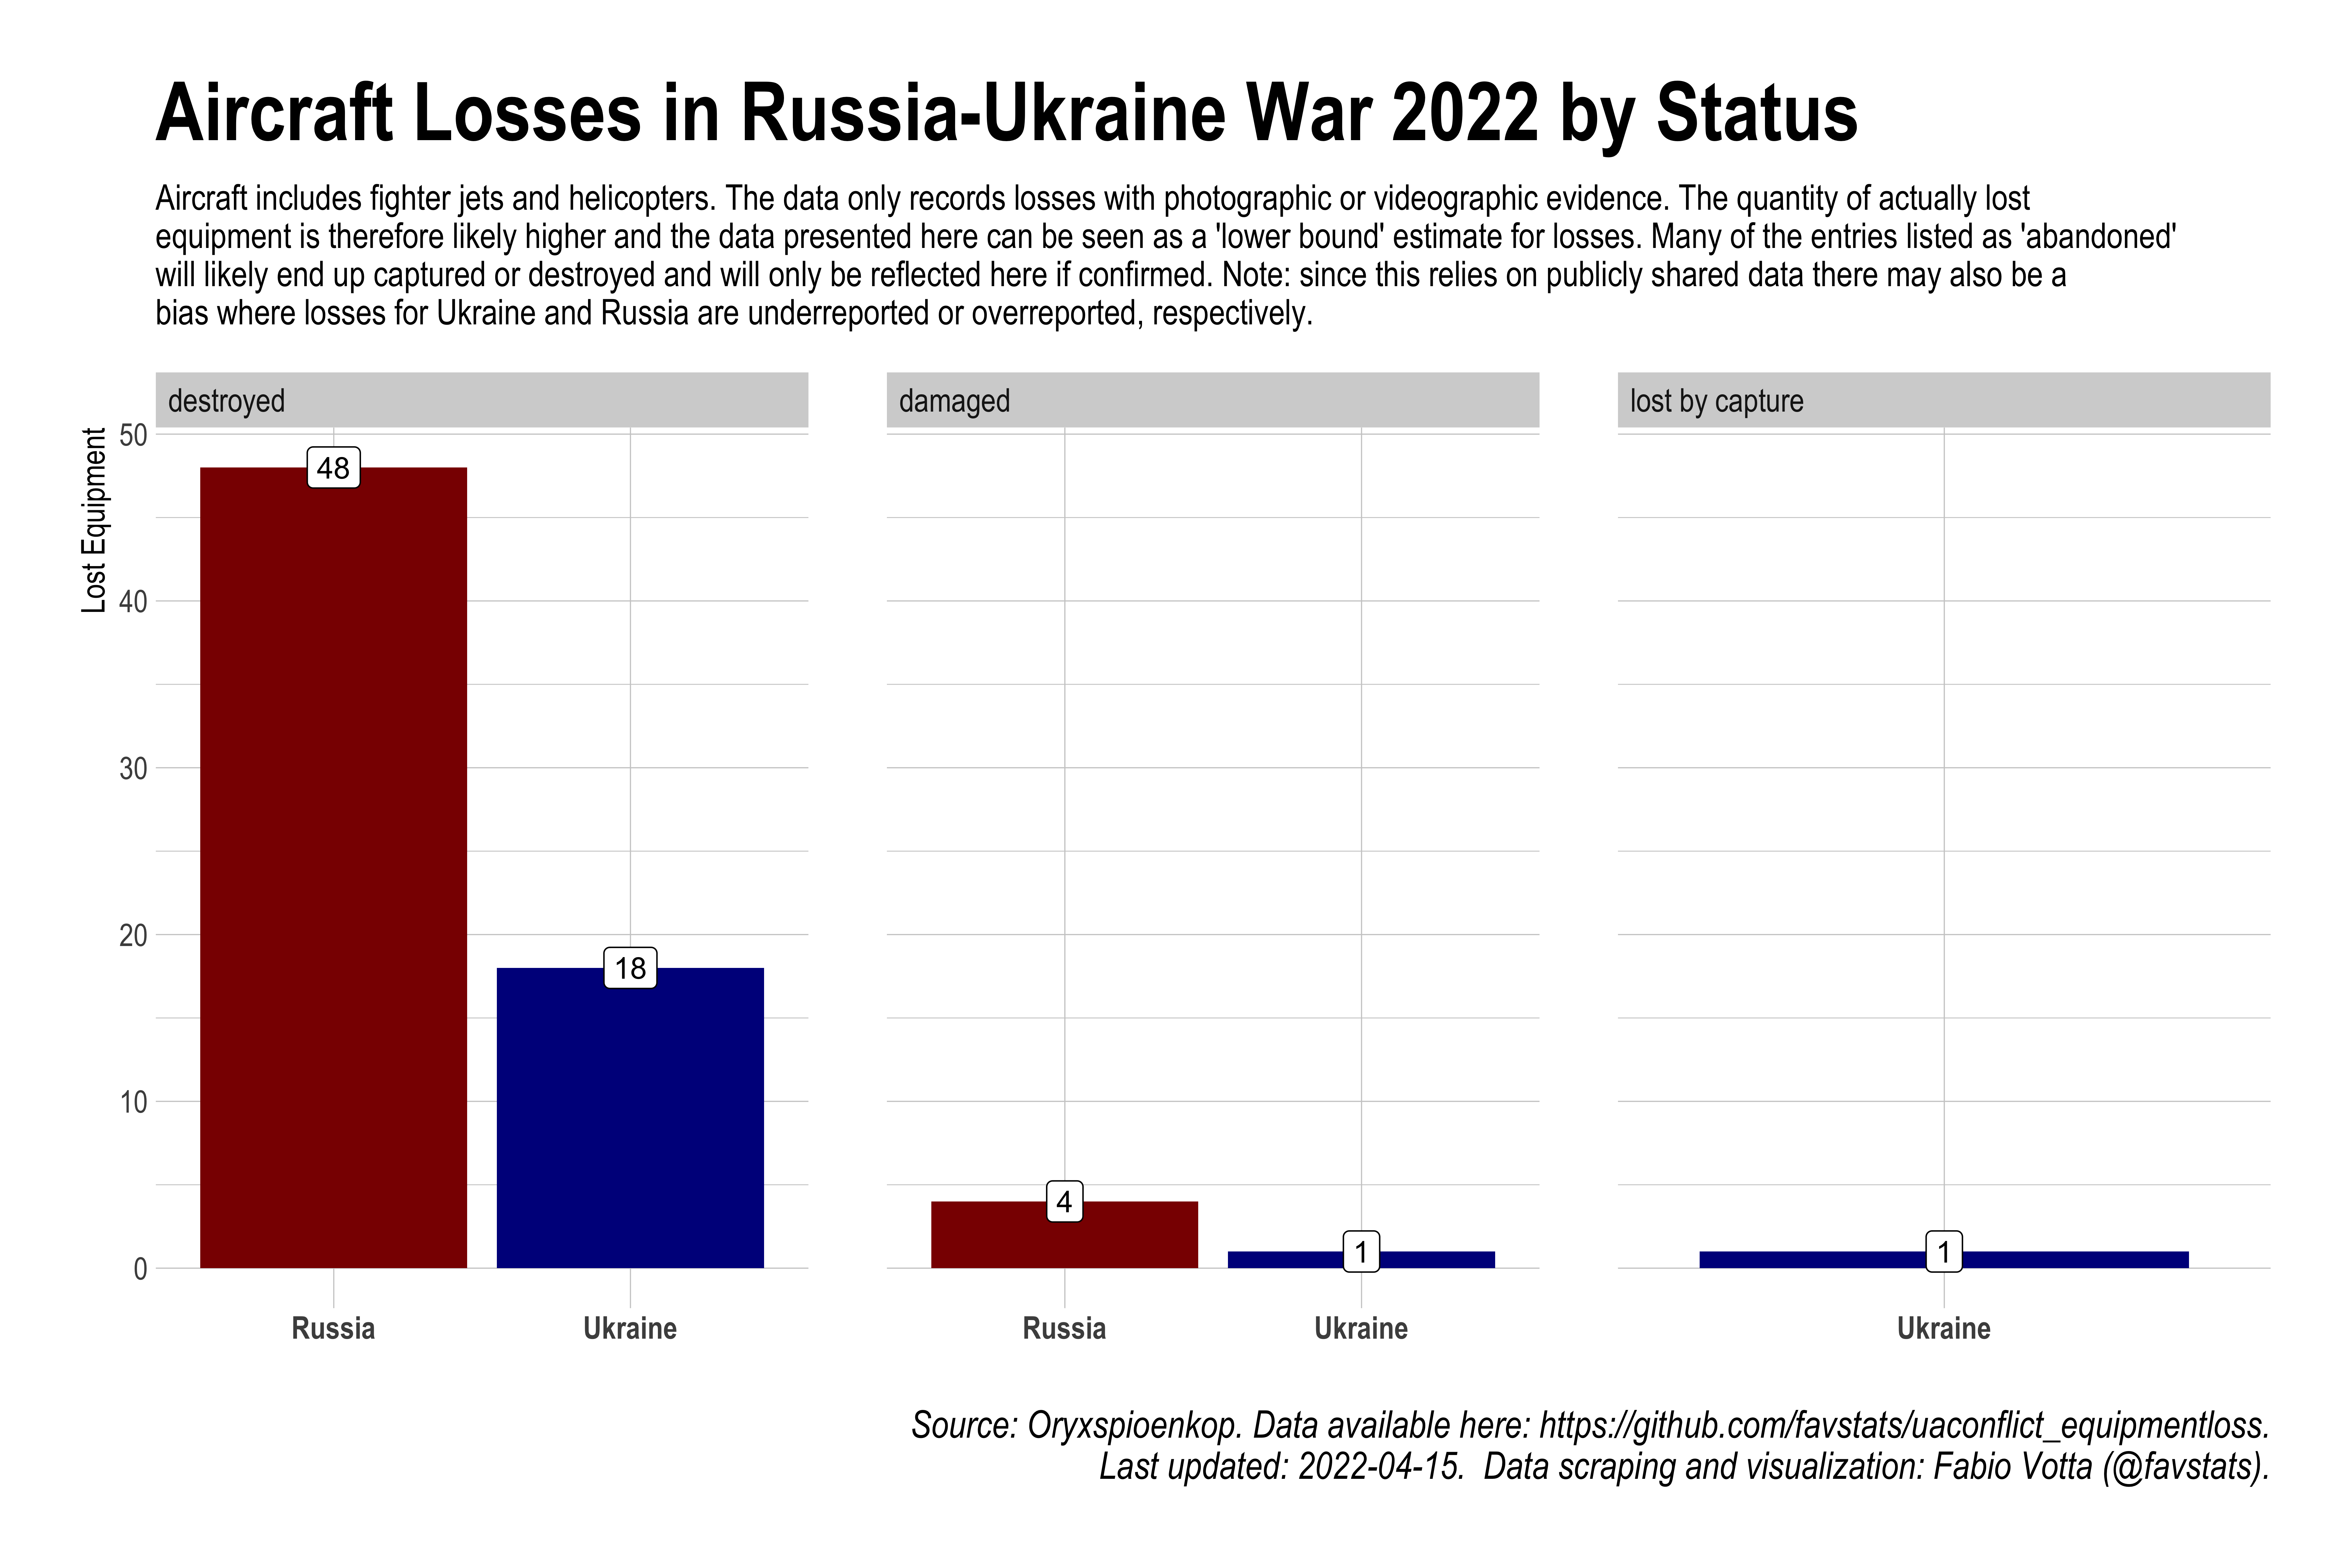 Aircraft Losses in Russia-Ukraine War 2022 by Status
Aircraft includes fighter jets and helicopters. The data only records losses with photographic or videographic evidence. The quantity of actually lost
equipment is therefore likely higher and the data presented here can be seen as a 'lower bound' estimate for losses. Many of the entries listed as 'abandoned'
will likely end up captured or destroyed and will only be reflected here if confirmed. Note: since this relies on publicly shared data there may also be a
bias where losses for Ukraine and Russia are underreported or overreported, respectively.
destroyed
damaged
lost by capture
Lost Equipment
50
40
30
20
10
0
48
18
4
1
1
Russia
Ukraine
Russia
Ukraine
Ukraine
Source: Oryxspioenkop. Data available here: https://github.com/favstats/uaconflict_equipmentloss.
Last updated: 2022-04-15.  Data scraping and visualization: Fabio Votta (@favstats).